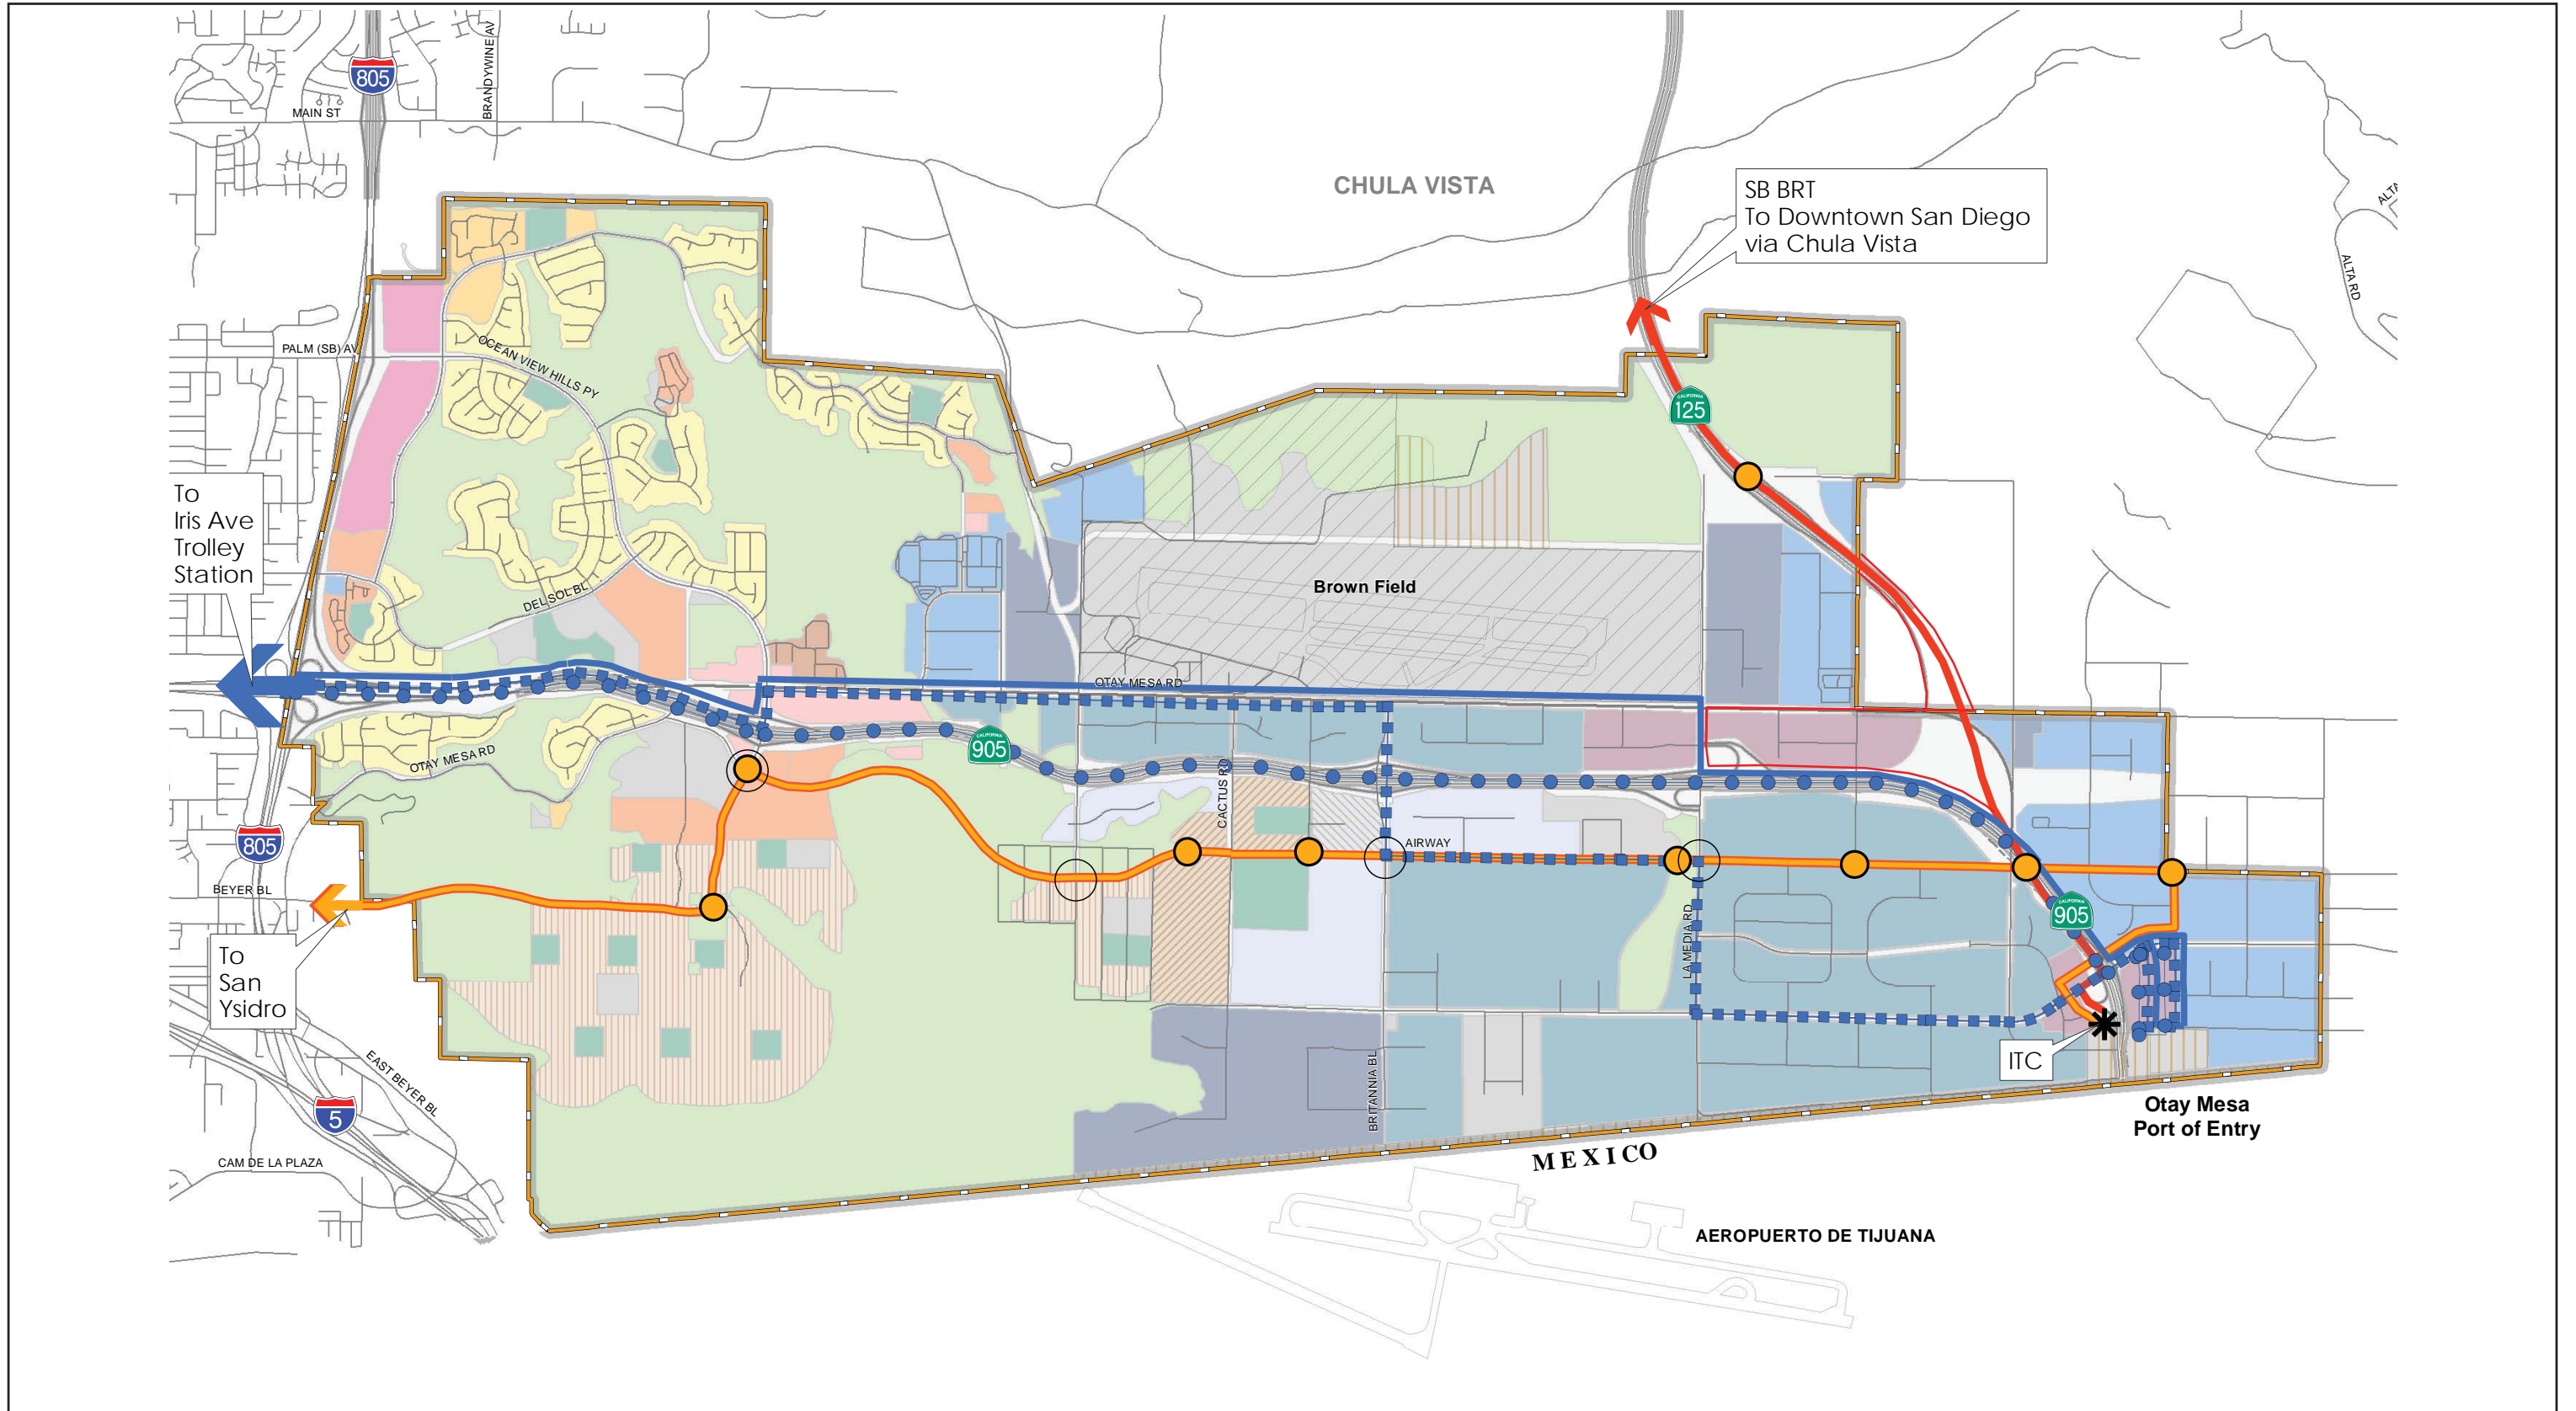 805
MAIN ST
BRANDYWINE AV
CHULA VISTA
SB BRT
To Downtown San Diego
via Chula Vista
ALTA RD
PALM (SB) AV
OCEAN VIEW HILLS PY
CALIFORNIA
125
To
Iris Ave
Trolley
Station
DEL SOL BL
Brown Field
OTAY MESA RD
OTAY MESA RD
CALIFORNIA
905
CACTUS RD
AIRWAY
805
BEYER BL
LA MEDIA RD
CALIFORNIA
905
To
San
Ysidro
EAST BEYER BL
5
CAM DE LA PLAZA
BRITANNIA BL
ITC
Otay Mesa
Port of Entry
MEXICO
AEROPUERTO DE TIJUANA